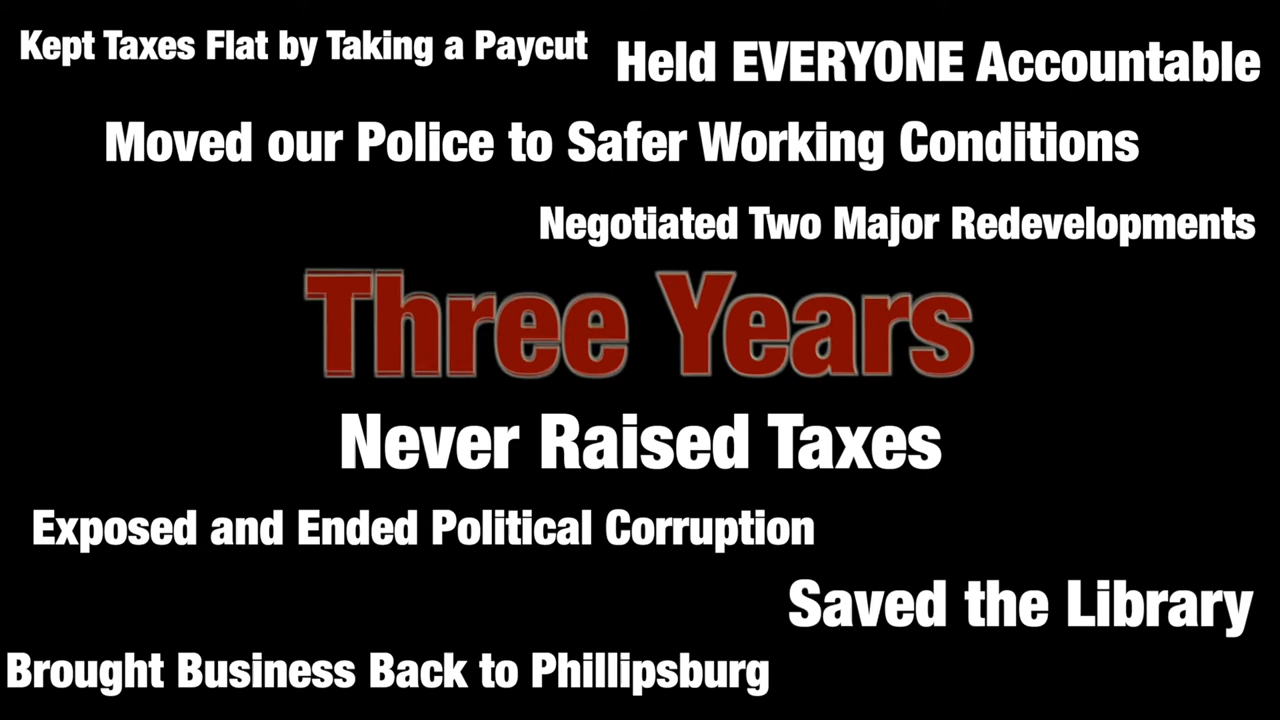 Kept Taxes Flat by Taking a Paycut
Held EVERYONE Accountable
Moved our Police to Safer Working Conditions
Negotiated Two Major Redevelopments
Three Years
Never Raised Taxes
Exposed and Ended Political Corruption
Saved the Library
Brought Business Back to Phillipsburg